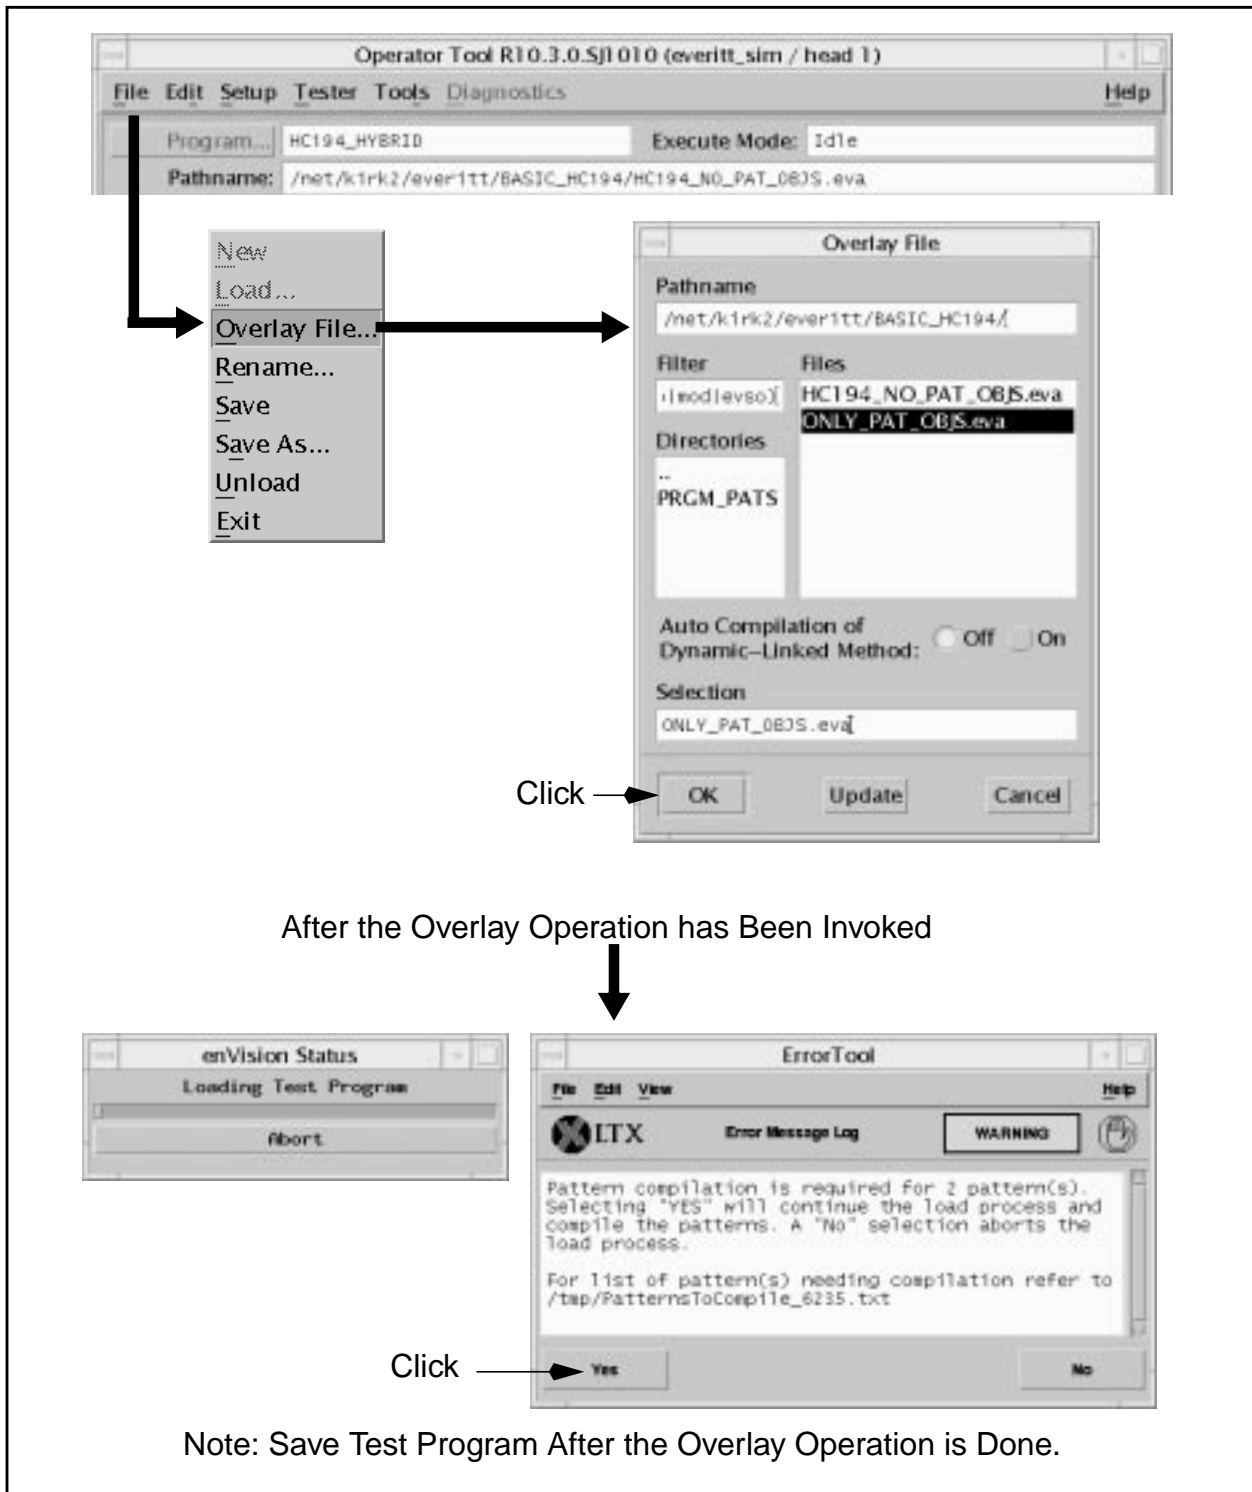 Operator Tool R10.3.0.SJ1010 (everitt_sim / head 1)
File Edit Setup Tester Tools Diagnostics Help
Program... HC194_HYBRID Execute Mode: Idle
Pathname: /net/kirk2/everitt/BASIC_HC194/HC194_NO_PAT_OBJS.eva
New
Load...
Overlay File...
Rename...
Save
Save As...
Unload
Exit
Overlay File
Pathname
/net/kirk2/everitt/BASIC_HC194/
Filter Files
|mod|evso) HC194_NO_PAT_OBJS.eva
ONLY_PAT_OBJS.eva
Directories
..
PRGM_PATS
Auto Compilation of
Dynamic-Linked Method: Off On
Selection
ONLY_PAT_OBJS.eva
Click
OK Update Cancel
After the Overlay Operation has Been Invoked
enVision Status
Loading Test Program
Abort
ErrorTool
File Edit View Help
LTX Error Message Log WARNING
Pattern compilation is required for 2 pattern(s).
Selecting "YES" will continue the load process and
compile the patterns. A "No" selection aborts the
load process.
For list of pattern(s) needing compilation refer to
/tmp/PatternsToCompile_6235.txt
Click
Yes No
Note: Save Test Program After the Overlay Operation is Done.